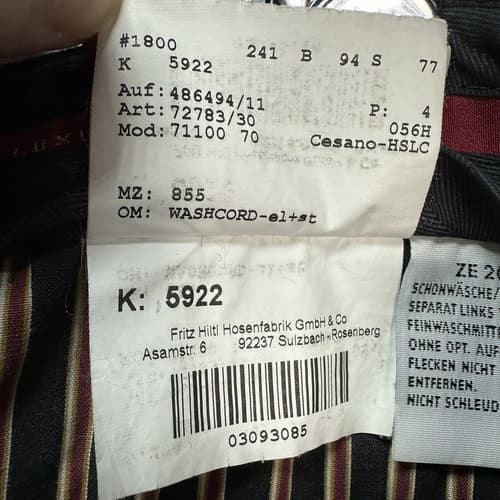 #1800 241 B 94 S 77
K 5922
Auf: 486494/11 P: 4
Art: 72783/30 056H
Mod: 71100 70 Cesano-HSLC
MZ: 855
OM: WASHCORD-el+st
K: 5922
Fritz Hiltl Hosenfabrik GmbH & Co
Asamstr. 6 92237 Sulzbach-Rosenberg
03093085
ZE 20
SCHONWÄSCHE/
SEPARAT LINKS
FEINWASCHMITT
OHNE OPT. AUF
FLECKEN NICHT
ENTFERNEN.
NICHT SCHLEUD